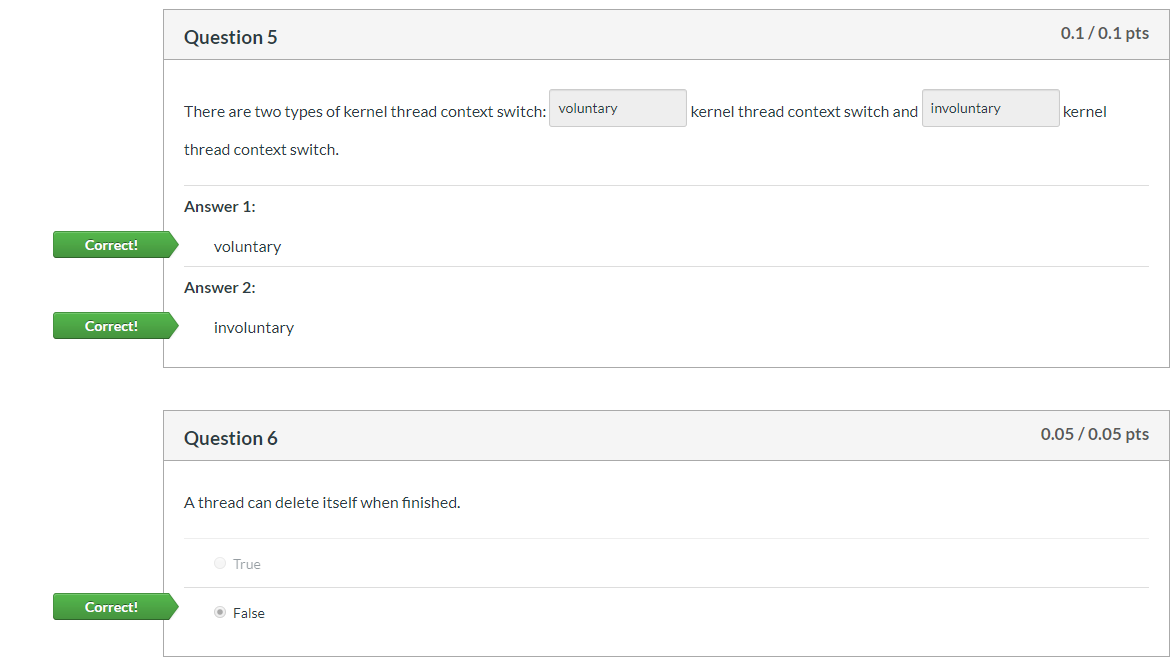 Question 5 0.1 / 0.1 pts
There are two types of kernel thread context switch: voluntary kernel thread context switch and involuntary kernel
thread context switch.
Answer 1:
Correct! voluntary
Answer 2:
Correct! involuntary
Question 6 0.05 / 0.05 pts
A thread can delete itself when finished.
True
Correct! False